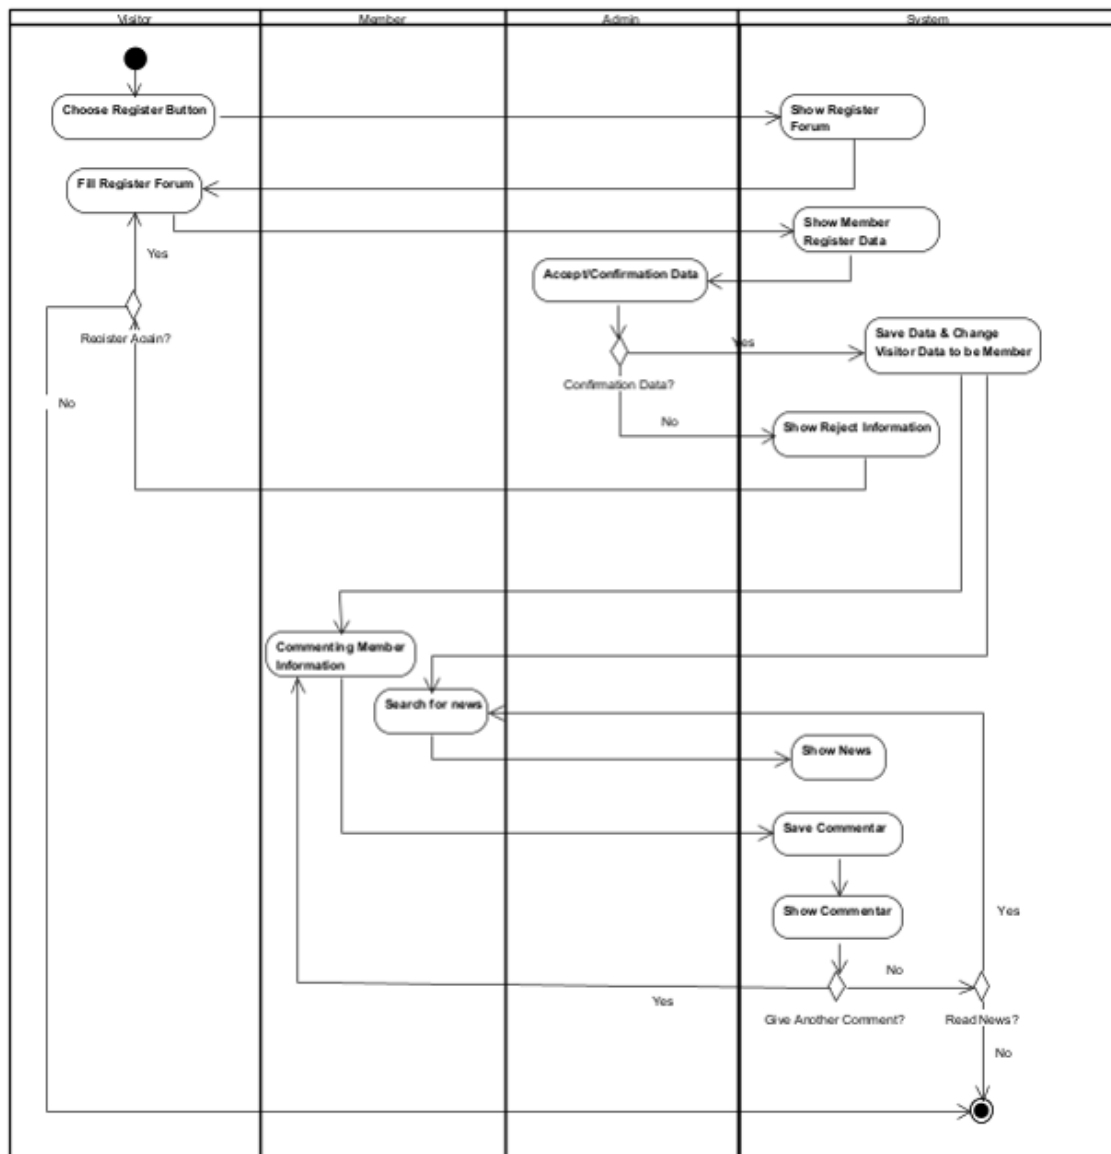 Visitor
Member
Admin
System
Choose Register Button
Show Register
Forum
Fill Register Forum
Show Member
Register Data
Yes
Accept/Confirmation Data
Register Again?
Yes
Save Data & Change
Visitor Data to be Member
Confirmation Data?
No
No
Show Reject Information
Commenting Member
Information
Search for news
Show News
Save Commentar
Show Commentar
Yes
No
Yes
Give Another Comment?
Read News?
No